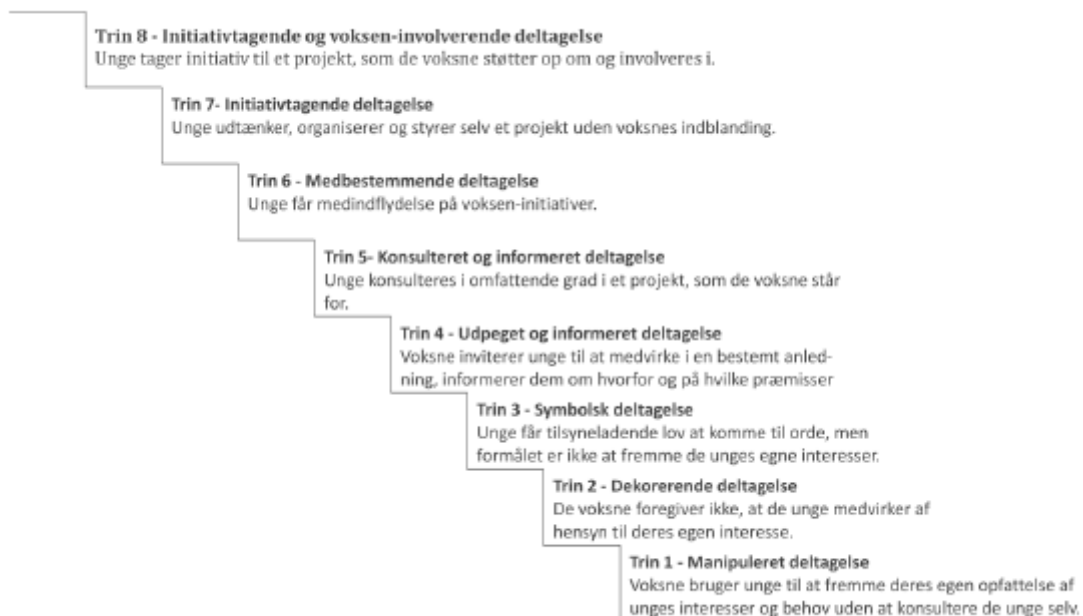 Trin 8 - Initiativtagende og voksen-involverende deltagelse
Unge tager initiativ til et projekt, som de voksne støtter op om og involveres i.
Trin 7- Initiativtagende deltagelse
Unge udtænker, organiserer og styrer selv et projekt uden voksnes indblanding.
Trin 6 - Medbestemmende deltagelse
Unge får medindflydelse på voksen-initiativer.
Trin 5- Konsulteret og informeret deltagelse
Unge konsulteres i omfattende grad i et projekt, som de voksne står
for.
Trin 4 - Udpeget og informeret deltagelse
Voksne inviterer unge til at medvirke i en bestemt anled-
ning, informerer dem om hvorfor og på hvilke præmisser
Trin 3 - Symbolsk deltagelse
Unge får tilsyneladende lov at komme til orde, men
formålet er ikke at fremme de unges egne interesser.
Trin 2 - Dekorerende deltagelse
De voksne foregiver ikke, at de unge medvirker af
hensyn til deres egen interesse.
Trin 1 - Manipuleret deltagelse
Voksne bruger unge til at fremme deres egen opfattelse af
unges interesser og behov uden at konsultere de unge selv.